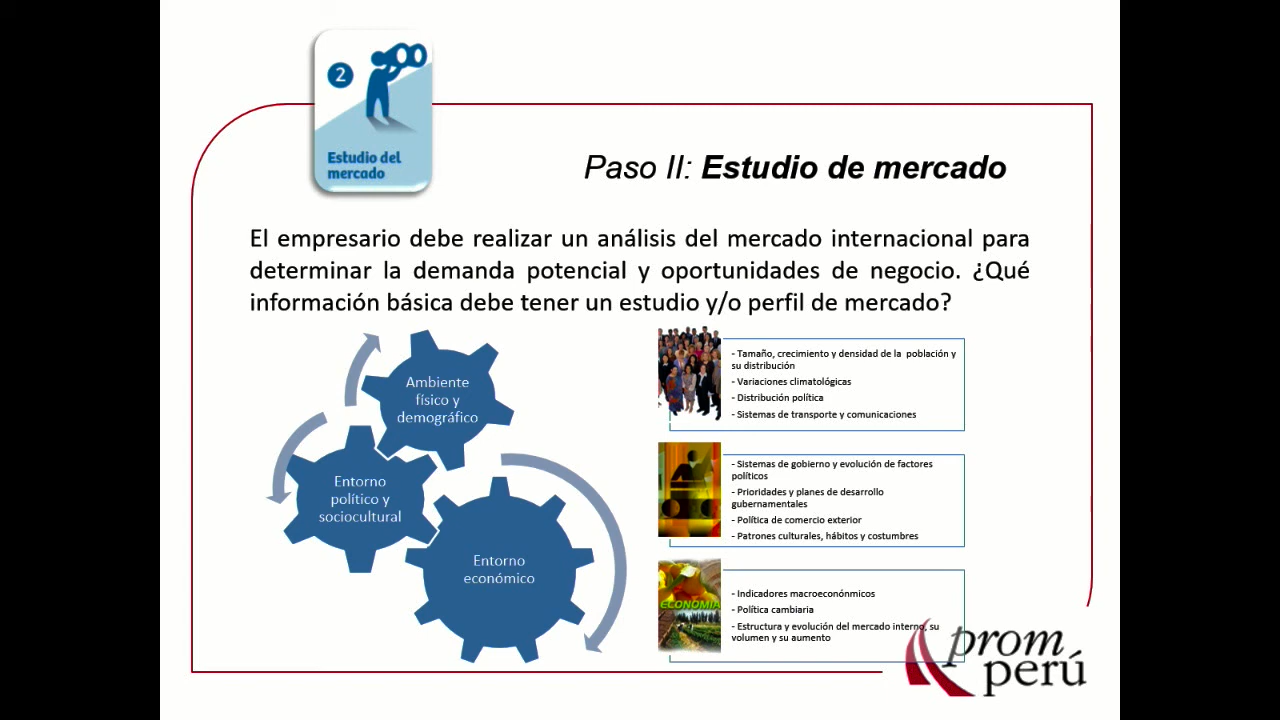 2
Estudio del
mercado
Paso II: Estudio de mercado
El empresario debe realizar un análisis del mercado internacional para
determinar la demanda potencial y oportunidades de negocio. ¿Qué
información básica debe tener un estudio y/o perfil de mercado?
Ambiente
físico y
demográfico
Entorno
político y
sociocultural
Entorno
económico
- Tamaño, crecimiento y densidad de la población y
su distribución
- Variaciones climatológicas
- Distribución política
- Sistemas de transporte y comunicaciones
- Sistemas de gobierno y evolución de factores
políticos
- Prioridades y planes de desarrollo
gubernamentales
- Política de comercio exterior
- Patrones culturales, hábitos y costumbres
ECONOMIA
- Indicadores macroeconónmicos
- Política cambiaria
- Estructura y evolución del mercado interno, su
volumen y su aumento
prom
perú